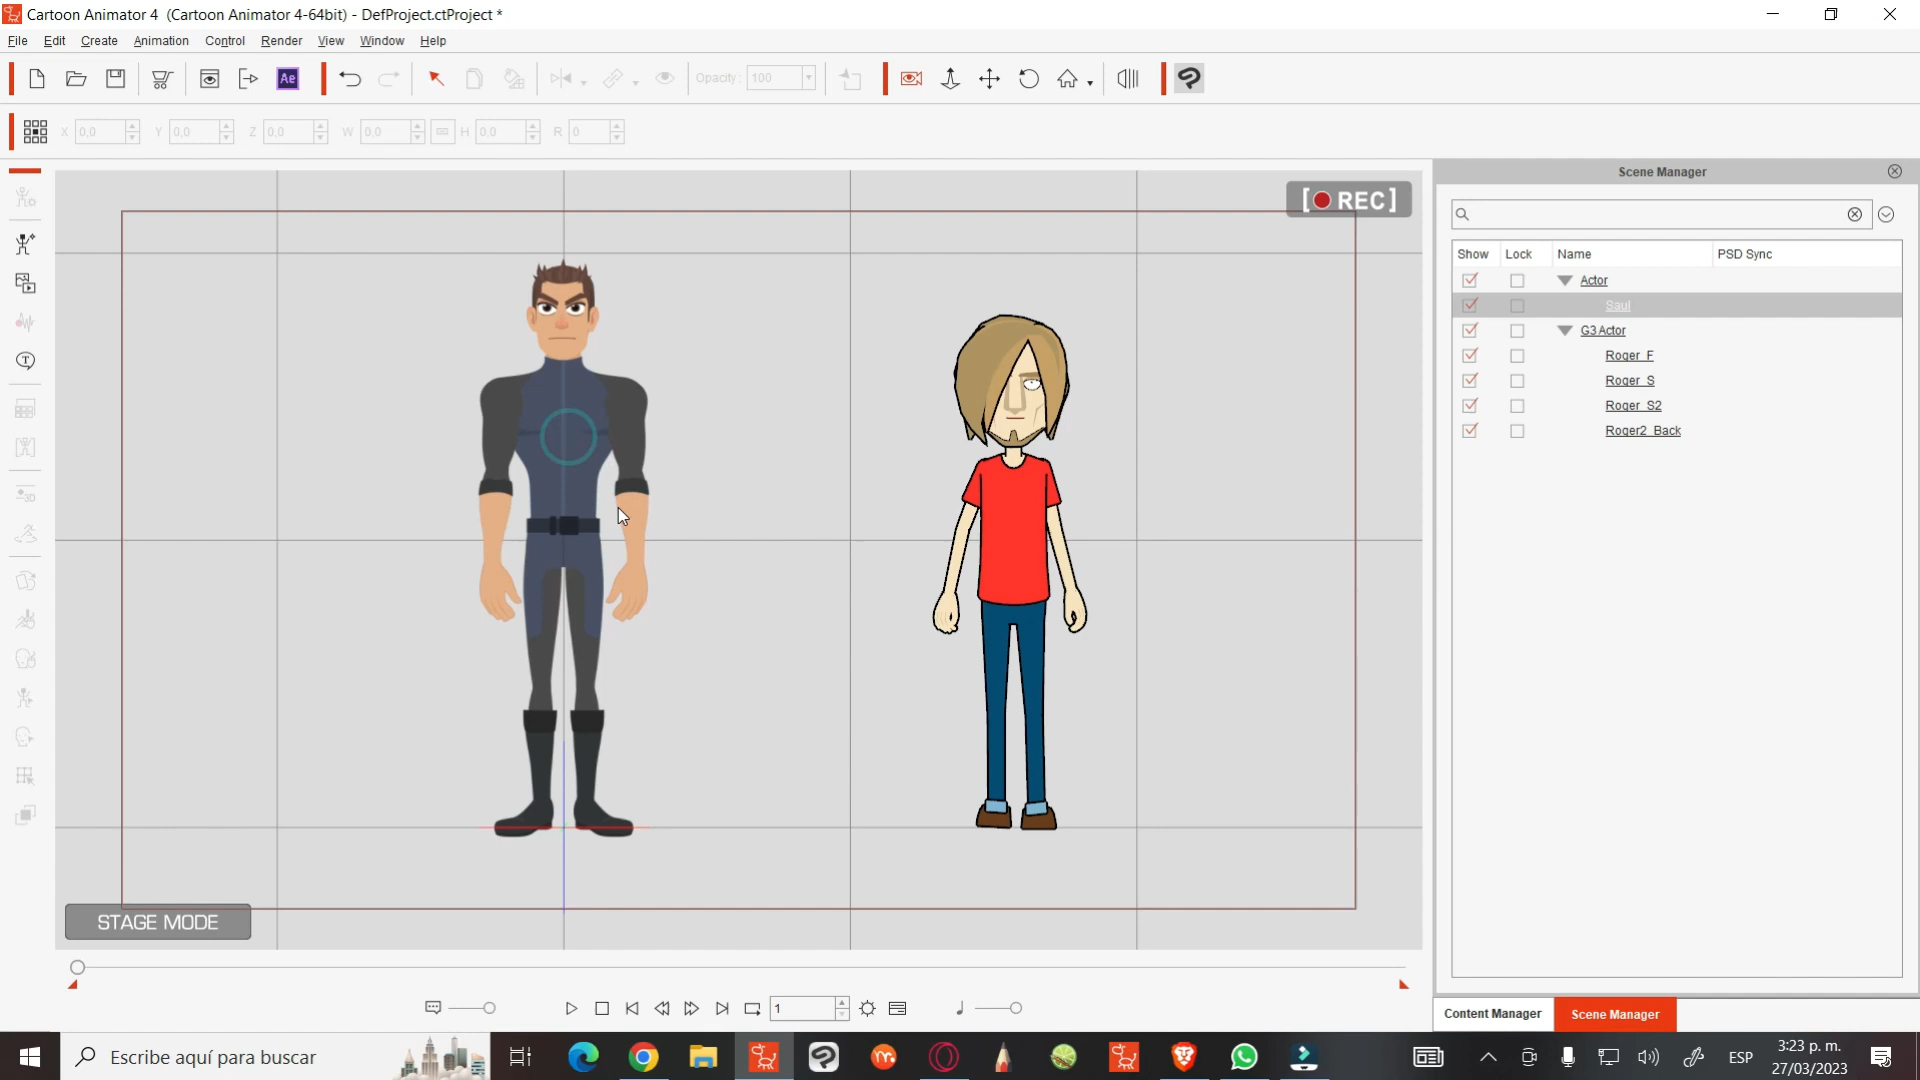 Cartoon Animator 4 (Cartoon Animator 4-64bit) - DefProject.ctProject *
File Edit Create Animation Control Render View Window Help
Ae
Opacity: 100
X 0,0 Y 0,0 Z 0,0 W 0,0 H 0,0 R 0
[ REC ]
Scene Manager
Show Lock Name PSD Sync
Actor
Saul
G3 Actor
Roger_F
Roger_S
Roger_S2
Roger2_Back
T
3D
STAGE MODE
1
Content Manager Scene Manager
Escribe aquí para buscar
ESP
3:23 p. m.
27/03/2023